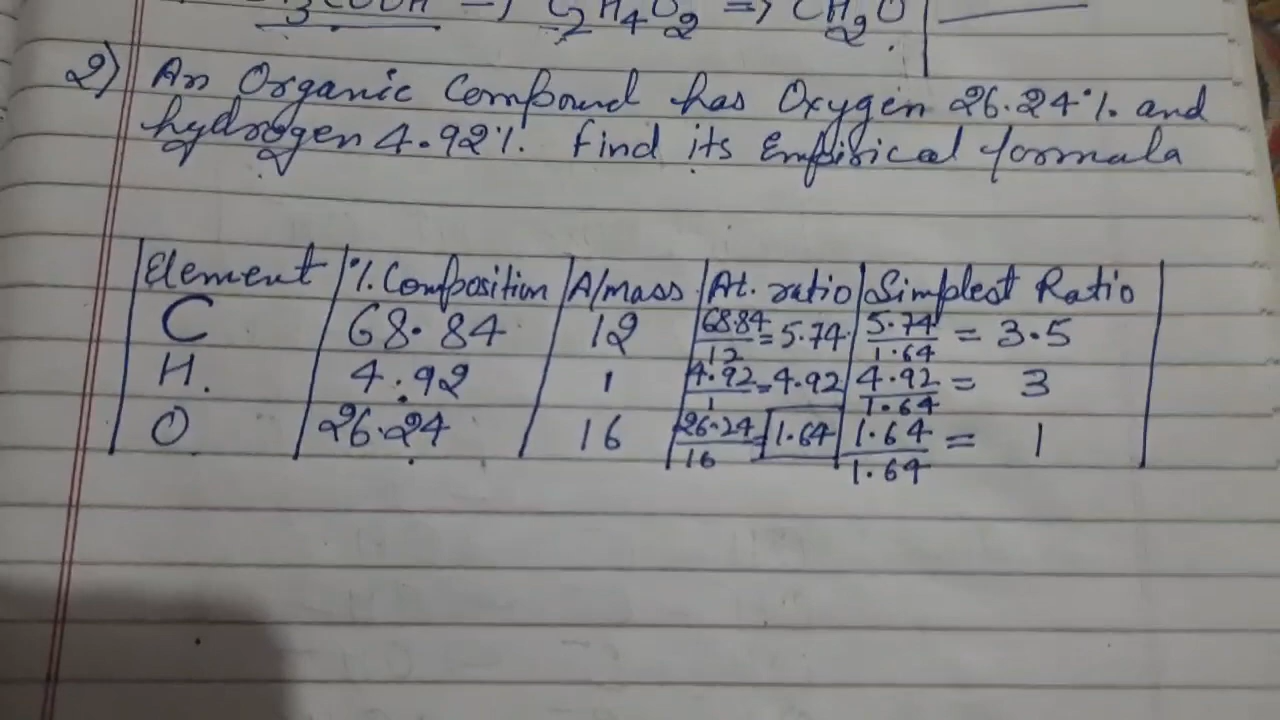 COOH → C2H4O2 ⇒ CH2O
2) An Organic Compound has Oxygen 26.24%. and
hydrogen 4.92%. find its Empirical formula
Element %.Composition A/mass At. ratio Simplest Ratio
C 68.84 12 68.84/12 = 5.74 5.74/1.64 = 3.5
H. 4.92 1 4.92/1 = 4.92 4.92/1.64 = 3
O 26.24 16 26.24/16 = 1.64 1.64/1.64 = 1